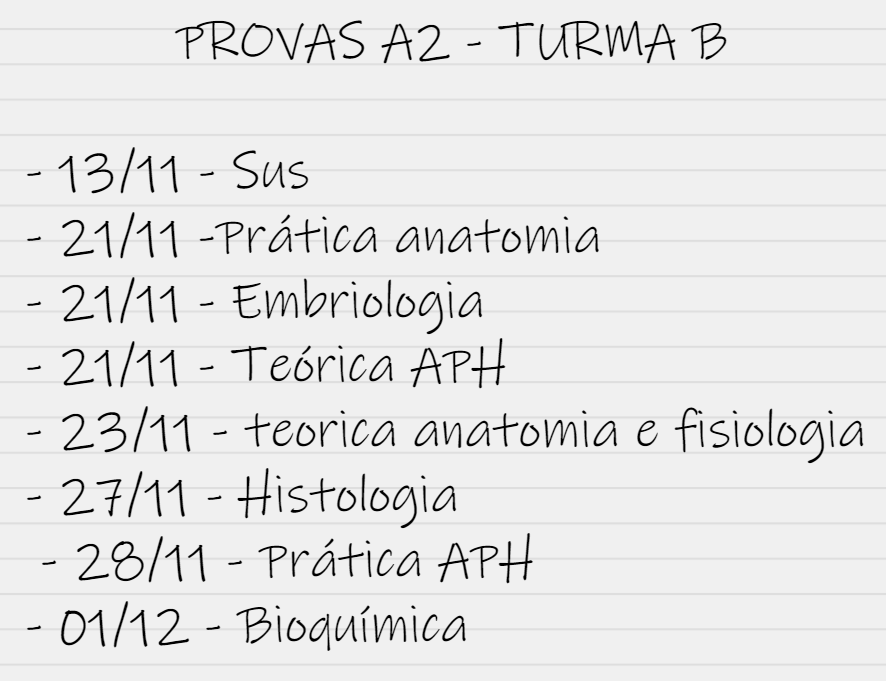 PROVAS A2 - TURMA B
- 13/11 - Sus
- 21/11 -Prática anatomia
- 21/11 - Embriologia
- 21/11 - Teórica APH
- 23/11 - teorica anatomia e fisiologia
- 27/11 - Histologia
- 28/11 - Prática APH
- 01/12 - Bioquímica